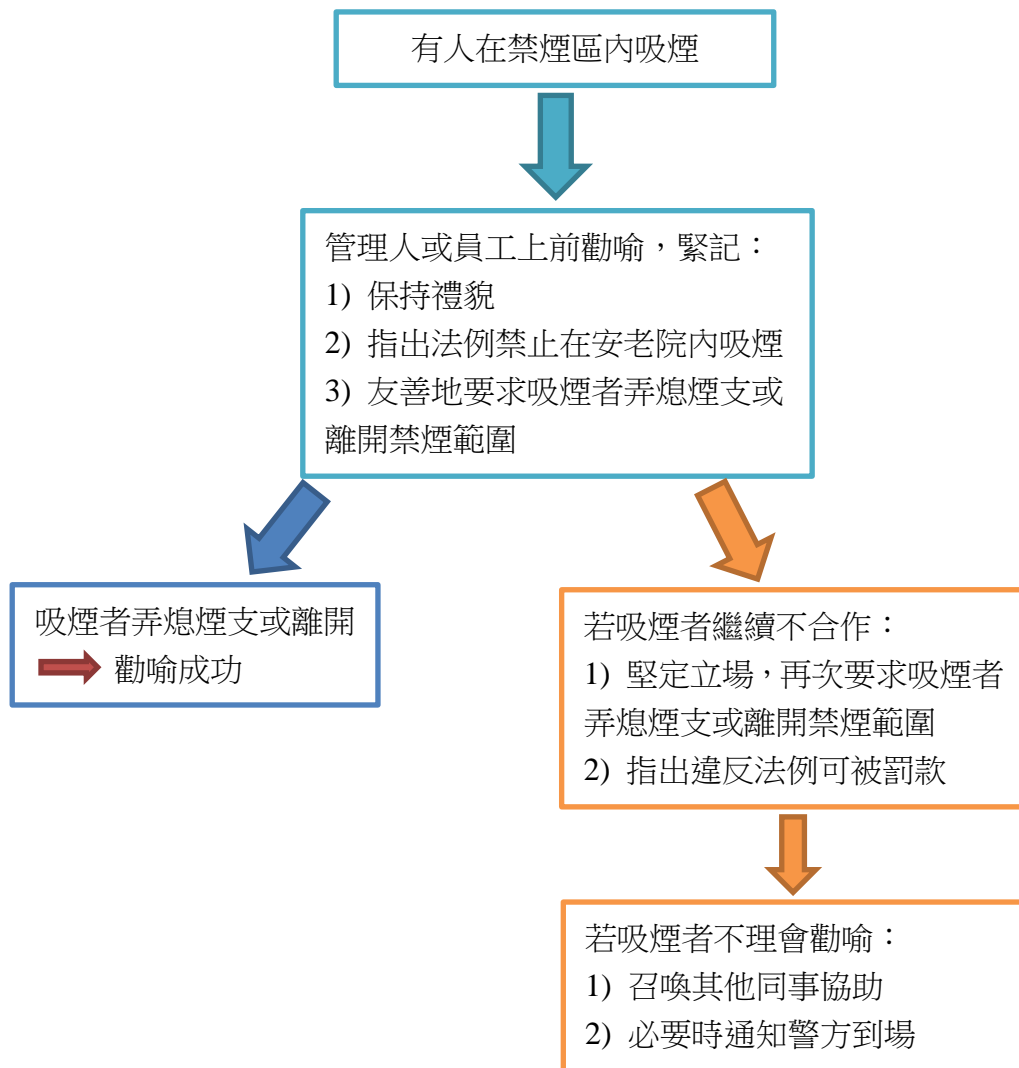 有人在禁煙區內吸煙
管理人或員工上前勸喻，緊記：
1) 保持禮貌
2) 指出法例禁止在安老院內吸煙
3) 友善地要求吸煙者弄熄煙支或
離開禁煙範圍
吸煙者弄熄煙支或離開
勸喻成功
若吸煙者繼續不合作：
1) 堅定立場，再次要求吸煙者
弄熄煙支或離開禁煙範圍
2) 指出違反法例可被罰款
若吸煙者不理會勸喻：
1) 召喚其他同事協助
2) 必要時通知警方到場